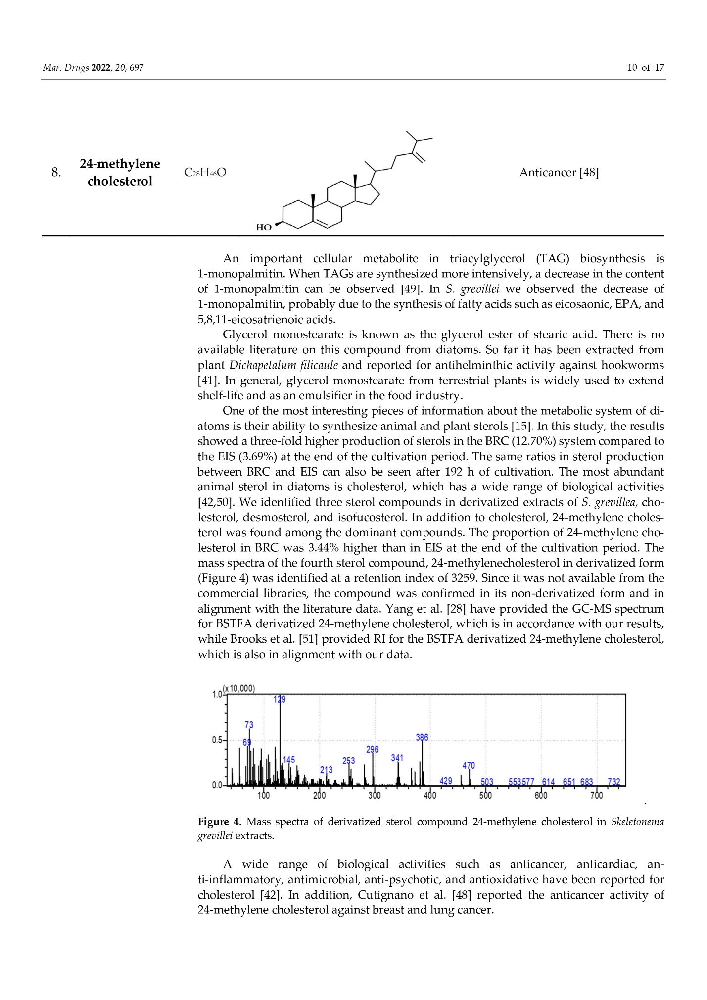 Mar. Drugs 2022, 20, 697
10 of 17
8.
24-methylene
cholesterol
C28H46O
HO
Anticancer [48]
An important cellular metabolite in triacylglycerol (TAG) biosynthesis is
1-monopalmitin. When TAGs are synthesized more intensively, a decrease in the content
of 1-monopalmitin can be observed [49]. In S. grevillei we observed the decrease of
1-monopalmitin, probably due to the synthesis of fatty acids such as eicosaonic, EPA, and
5,8,11-eicosatrienoic acids.
Glycerol monostearate is known as the glycerol ester of stearic acid. There is no
available literature on this compound from diatoms. So far it has been extracted from
plant Dichapetalum filicaule and reported for antihelminthic activity against hookworms
[41]. In general, glycerol monostearate from terrestrial plants is widely used to extend
shelf-life and as an emulsifier in the food industry.
One of the most interesting pieces of information about the metabolic system of di-
atoms is their ability to synthesize animal and plant sterols [15]. In this study, the results
showed a three-fold higher production of sterols in the BRC (12.70%) system compared to
the EIS (3.69%) at the end of the cultivation period. The same ratios in sterol production
between BRC and EIS can also be seen after 192 h of cultivation. The most abundant
animal sterol in diatoms is cholesterol, which has a wide range of biological activities
[42,50]. We identified three sterol compounds in derivatized extracts of S. grevillea, cho-
lesterol, desmosterol, and isofucosterol. In addition to cholesterol, 24-methylene choles-
terol was found among the dominant compounds. The proportion of 24-methylene cho-
lesterol in BRC was 3.44% higher than in EIS at the end of the cultivation period. The
mass spectra of the fourth sterol compound, 24-methylenecholesterol in derivatized form
(Figure 4) was identified at a retention index of 3259. Since it was not available from the
commercial libraries, the compound was confirmed in its non-derivatized form and in
alignment with the literature data. Yang et al. [28] have provided the GC-MS spectrum
for BSTFA derivatized 24-methylene cholesterol, which is in accordance with our results,
while Brooks et al. [51] provided RI for the BSTFA derivatized 24-methylene cholesterol,
which is also in alignment with our data.
(x10,000)
1.0
129
73
0.5
69
386
296
145
341
253
213
470
0.0
429
503
553 577
614
651
683
732
100
200
300
400
500
600
700
.
Figure 4. Mass spectra of derivatized sterol compound 24-methylene cholesterol in Skeletonema
grevillei extracts.
A wide range of biological activities such as anticancer, anticardiac, an-
ti-inflammatory, antimicrobial, anti-psychotic, and antioxidative have been reported for
cholesterol [42]. In addition, Cutignano et al. [48] reported the anticancer activity of
24-methylene cholesterol against breast and lung cancer.